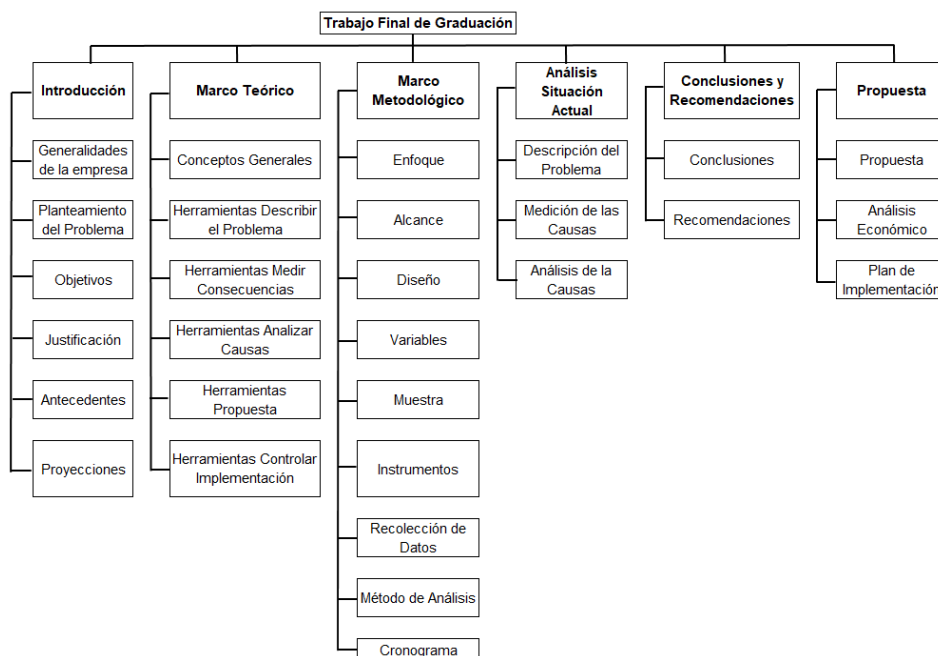 Trabajo Final de Graduación
Introducción
Generalidades
de la empresa
Planteamiento
del Problema
Objetivos
Justificación
Antecedentes
Proyecciones
Marco Teórico
Conceptos Generales
Herramientas Describir
el Problema
Herramientas Medir
Consecuencias
Herramientas Analizar
Causas
Herramientas
Propuesta
Herramientas Controlar
Implementación
Marco
Metodológico
Enfoque
Alcance
Diseño
Variables
Muestra
Instrumentos
Recolección de
Datos
Método de Análisis
Cronograma
Análisis
Situación
Actual
Descripción del
Problema
Medición de las
Causas
Análisis de la
Causas
Conclusiones y
Recomendaciones
Conclusiones
Recomendaciones
Propuesta
Propuesta
Análisis
Económico
Plan de
Implementación